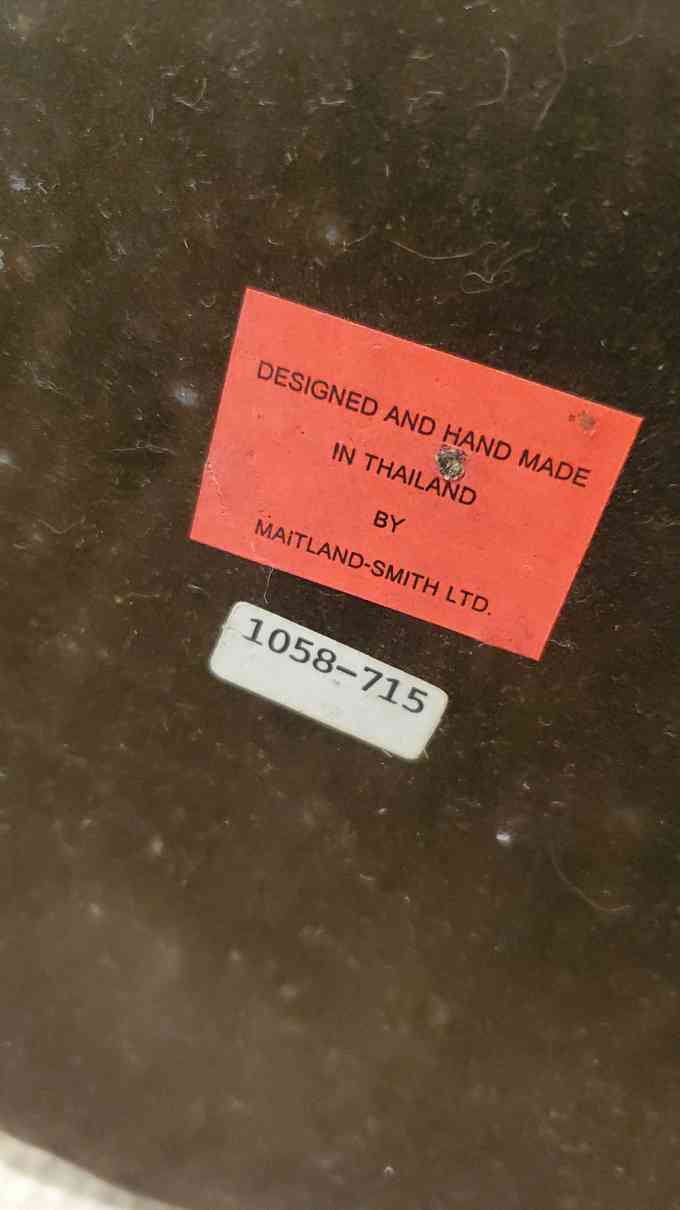 DESIGNED AND HAND MADE
IN THAILAND
BY
MAITLAND-SMITH LTD.
1058-715